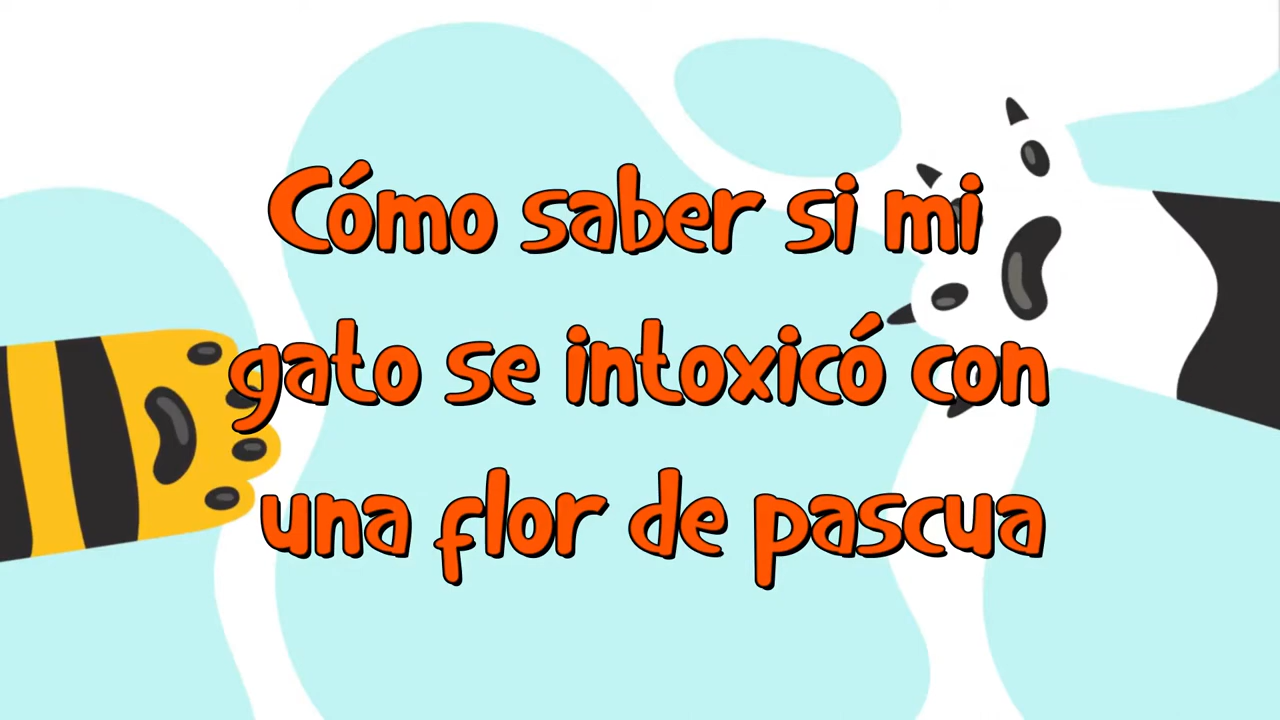 Cómo saber si mi
gato se intoxicó con
una flor de pascua